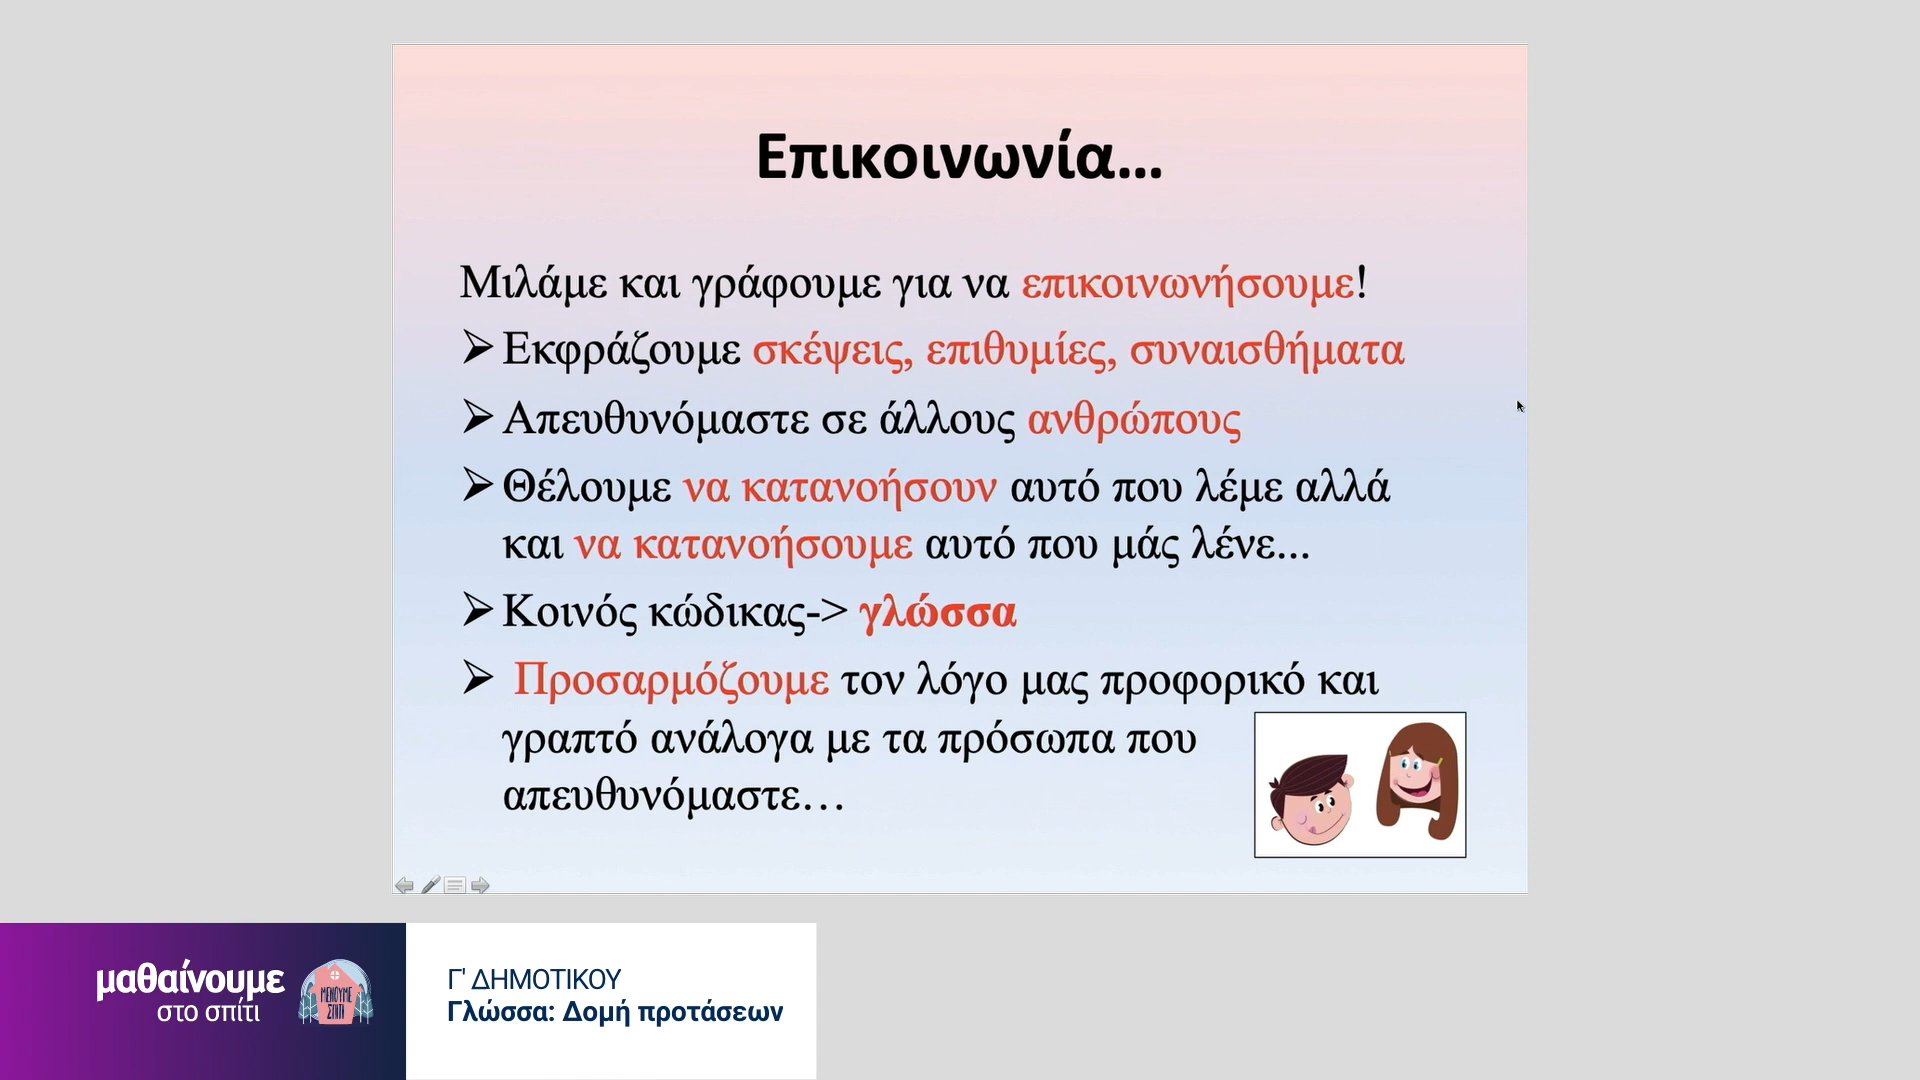 Επικοινωνία...
Μιλάμε και γράφουμε για να επικοινωνήσουμε!
➢ Εκφράζουμε σκέψεις, επιθυμίες, συναισθήματα
➢ Απευθυνόμαστε σε άλλους ανθρώπους
➢ Θέλουμε να κατανοήσουν αυτό που λέμε αλλά
και να κατανοήσουμε αυτό που μάς λένε...
➢ Κοινός κώδικας-> γλώσσα
➢ Προσαρμόζουμε τον λόγο μας προφορικό και
γραπτό ανάλογα με τα πρόσωπα που
απευθυνόμαστε…
μαθαίνουμε
στο σπίτι
ΜΕΝΟΥΜΕ
ΣΠΙΤΙ
Γ' ΔΗΜΟΤΙΚΟΥ
Γλώσσα: Δομή προτάσεων